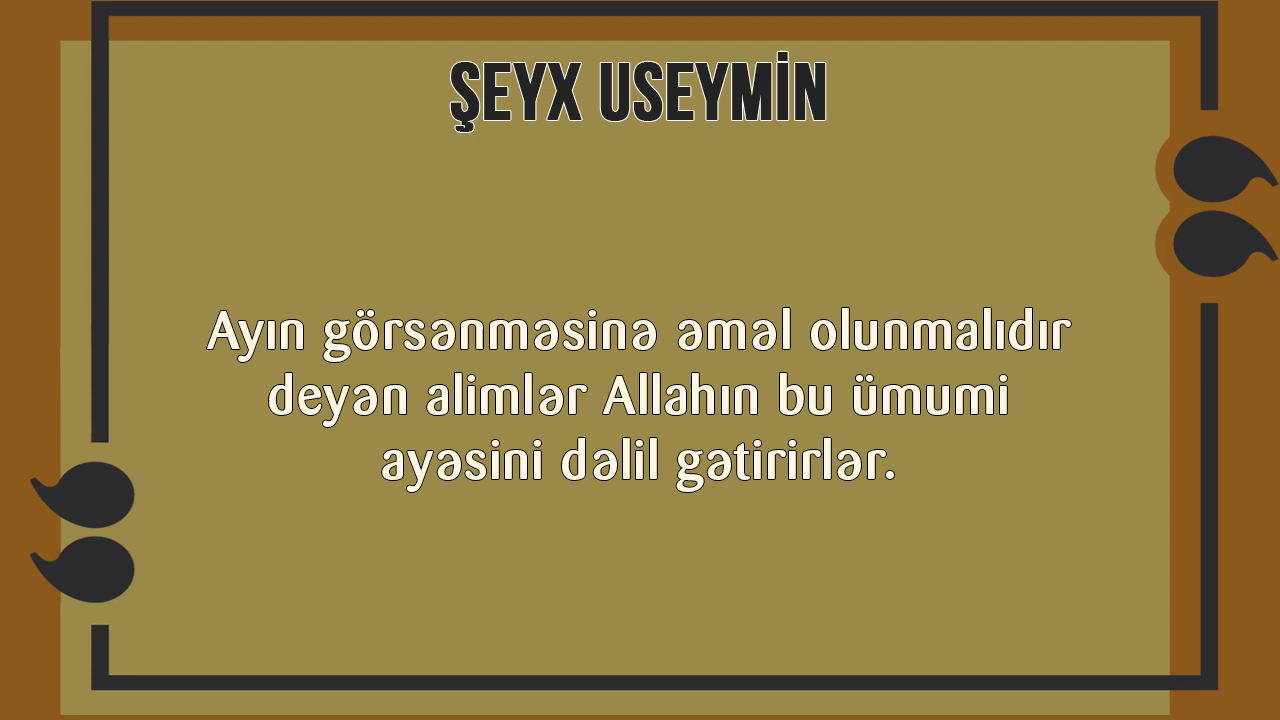 ŞEYX USEYMİN
Ayın görsənməsinə əməl olunmalıdır
deyən alimlər Allahın bu ümumi
ayəsini dəlil gətirirlər.